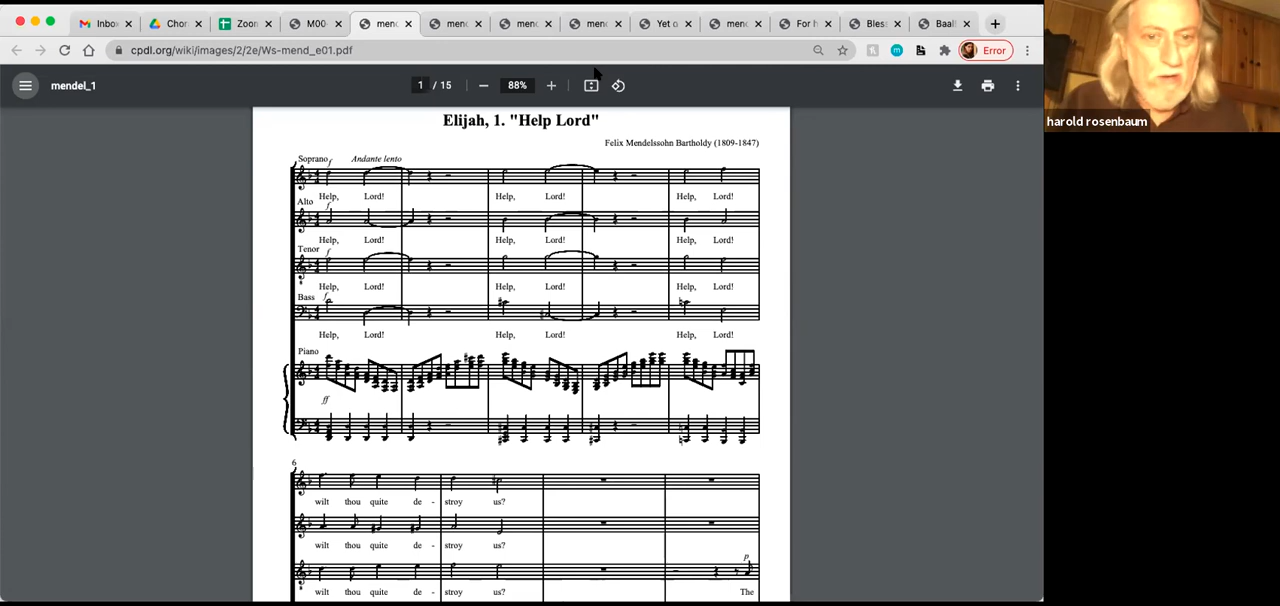 Inbox Chor Zoom M00- mend mend mend mend Yet o mend For h Bless Baal
cpdl.org/wiki/images/2/2e/Ws-mend_e01.pdf Error
mendel_1 1 / 15 88%
harold rosenbaum
Elijah, 1. "Help Lord"
Felix Mendelssohn Bartholdy (1809-1847)
Soprano f Andante lento
Help, Lord! Help, Lord! Help, Lord!
Alto f
Help, Lord! Help, Lord! Help, Lord!
Tenor f
Help, Lord! Help, Lord! Help, Lord!
Bass f
Help, Lord! Help, Lord! Help, Lord!
Piano
ff
6
wilt thou quite de - stroy us?
wilt thou quite de - stroy us?
p
wilt thou quite de - stroy us? The